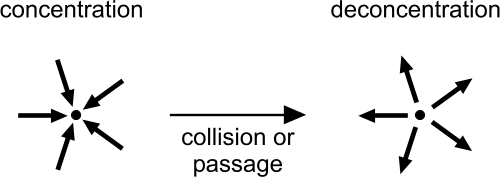 concentration
deconcentration
collision or
passage